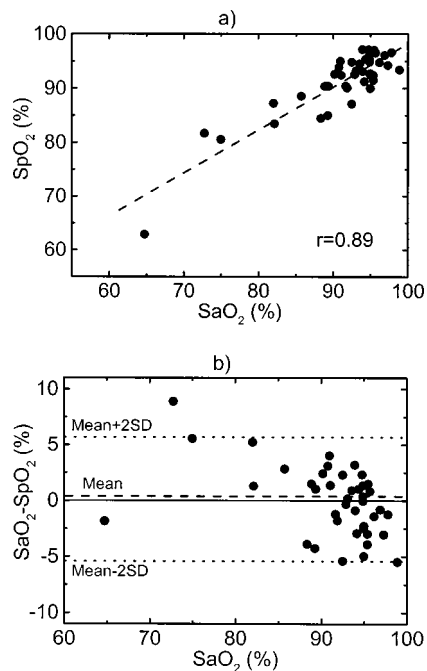 a)
100
90
80
70
60
SpO₂ (%)
r=0.89
60 70 80 90 100
SaO₂ (%)
b)
10
5
0
-5
-10
SaO₂-SpO₂ (%)
Mean+2SD
Mean
Mean-2SD
60 70 80 90 100
SaO₂ (%)